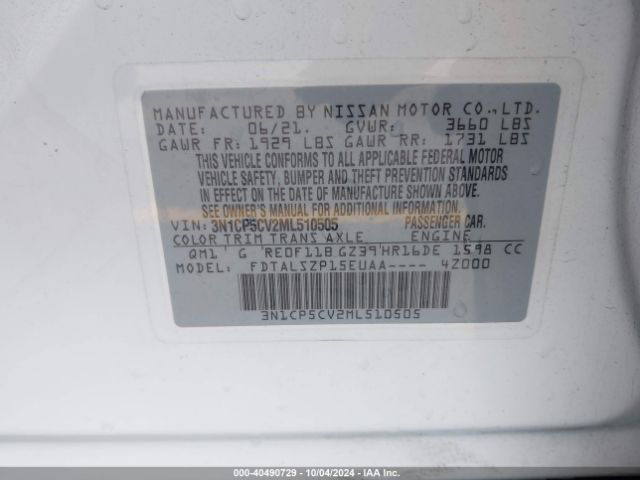 MANUFACTURED BY NISSAN MOTOR CO., LTD.
DATE: 06/21. GVWR: 3660 LBS
GAWR FR: 1929 LBS GAWR RR: 1731 LBS
THIS VEHICLE CONFORMS TO ALL APPLICABLE FEDERAL MOTOR
VEHICLE SAFETY, BUMPER AND THEFT PREVENTION STANDARDS
IN EFFECT ON THE DATE OF MANUFACTURE SHOWN ABOVE.
SEE OWNER'S MANUAL FOR ADDITIONAL INFORMATION.
VIN: 3N1CP5CV2ML510505 PASSENGER CAR.
COLOR TRIM TRANS AXLE ENGINE
QM1 G RE0F11B GZ39 HR16DE 1598 CC
MODEL: FDTALSZP15EUAA---- 4Z000
3N1CP5CV2ML510505
000-40490729 - 10/04/2024 - IAA Inc.